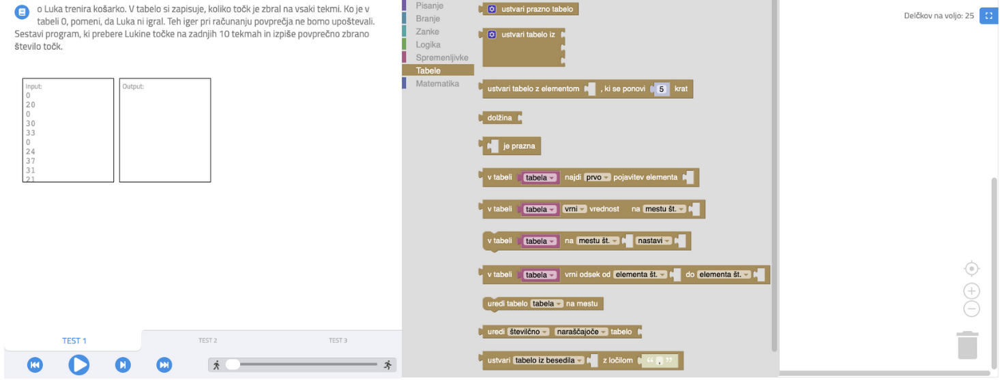 o Luka trenira košarko. V tabelo si zapisuje, koliko točk je zbral na vsaki tekmi. Ko je v
tabeli 0, pomeni, da Luka ni igral. Teh iger pri računanju povprečja ne bomo upoštevali.
Sestavi program, ki prebere Lukine točke na zadnjih 10 tekmah in izpiše povprečno zbrano
število točk.
Input:
0
20
0
30
33
0
24
37
31
21
Output:
TEST 1
TEST 2
TEST 3
Pisanje
Branje
Zanke
Logika
Spremenljivke
Tabele
Matematika
ustvari prazno tabelo
ustvari tabelo iz
ustvari tabelo z elementom , ki se ponovi 5 krat
dolžina
je prazna
v tabeli tabela najdi prvo pojavitev elementa
v tabeli tabela vrni vrednost na mestu št.
v tabeli tabela na mestu št. nastavi
v tabeli tabela vrni odsek od elementa št. do elementa št.
uredi tabelo tabela na mestu
uredi številčno naraščajoče tabelo
ustvari tabelo iz besedila z ločilom “ , ”
Delčkov na voljo: 25